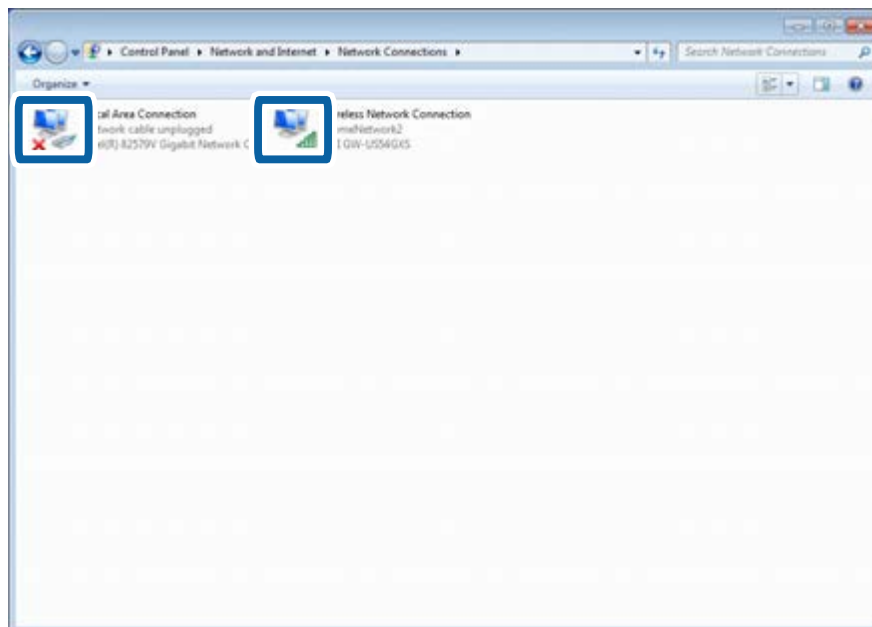 Control Panel ▸ Network and Internet ▸ Network Connections ▸
Search Network Connections
Organize
cal Area Connection
twork cable unplugged
el(R) 82579V Gigabit Network C
reless Network Connection
meNetwork2
I GW-US54GXS